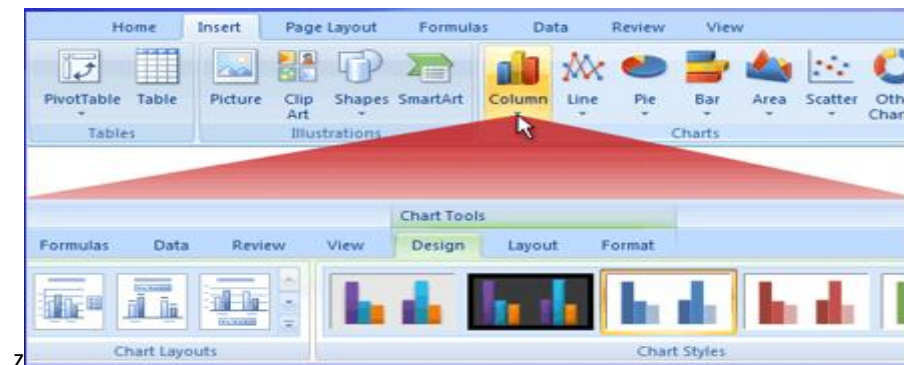 Home Insert Page Layout Formulas Data Review View
PivotTable Table Picture Clip Art Shapes SmartArt Column Line Pie Bar Area Scatter Oth Char
Tables Illustrations Charts
Chart Tools
Formulas Data Review View Design Layout Format
Chart Layouts Chart Styles
7